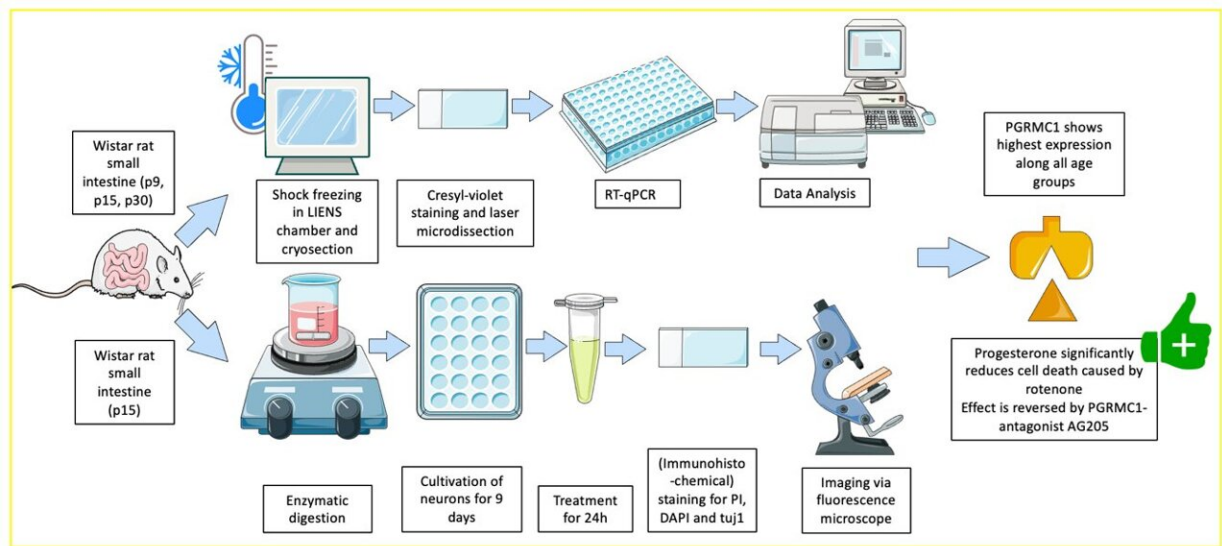 Wistar rat
small
intestine (p9,
p15, p30)
Shock freezing
in LIENS
chamber and
cryosection
Cresyl-violet
staining and laser
microdissection
RT-qPCR
Data Analysis
PGRMC1 shows
highest expression
along all age
groups
Wistar rat
small
intestine
(p15)
Enzymatic
digestion
Cultivation of
neurons for 9
days
Treatment
for 24h
(Immunohisto
-chemical)
staining for PI,
DAPI and tuj1
Imaging via
fluorescence
microscope
Progesterone significantly
reduces cell death caused by
rotenone
Effect is reversed by PGRMC1-
antagonist AG205
+